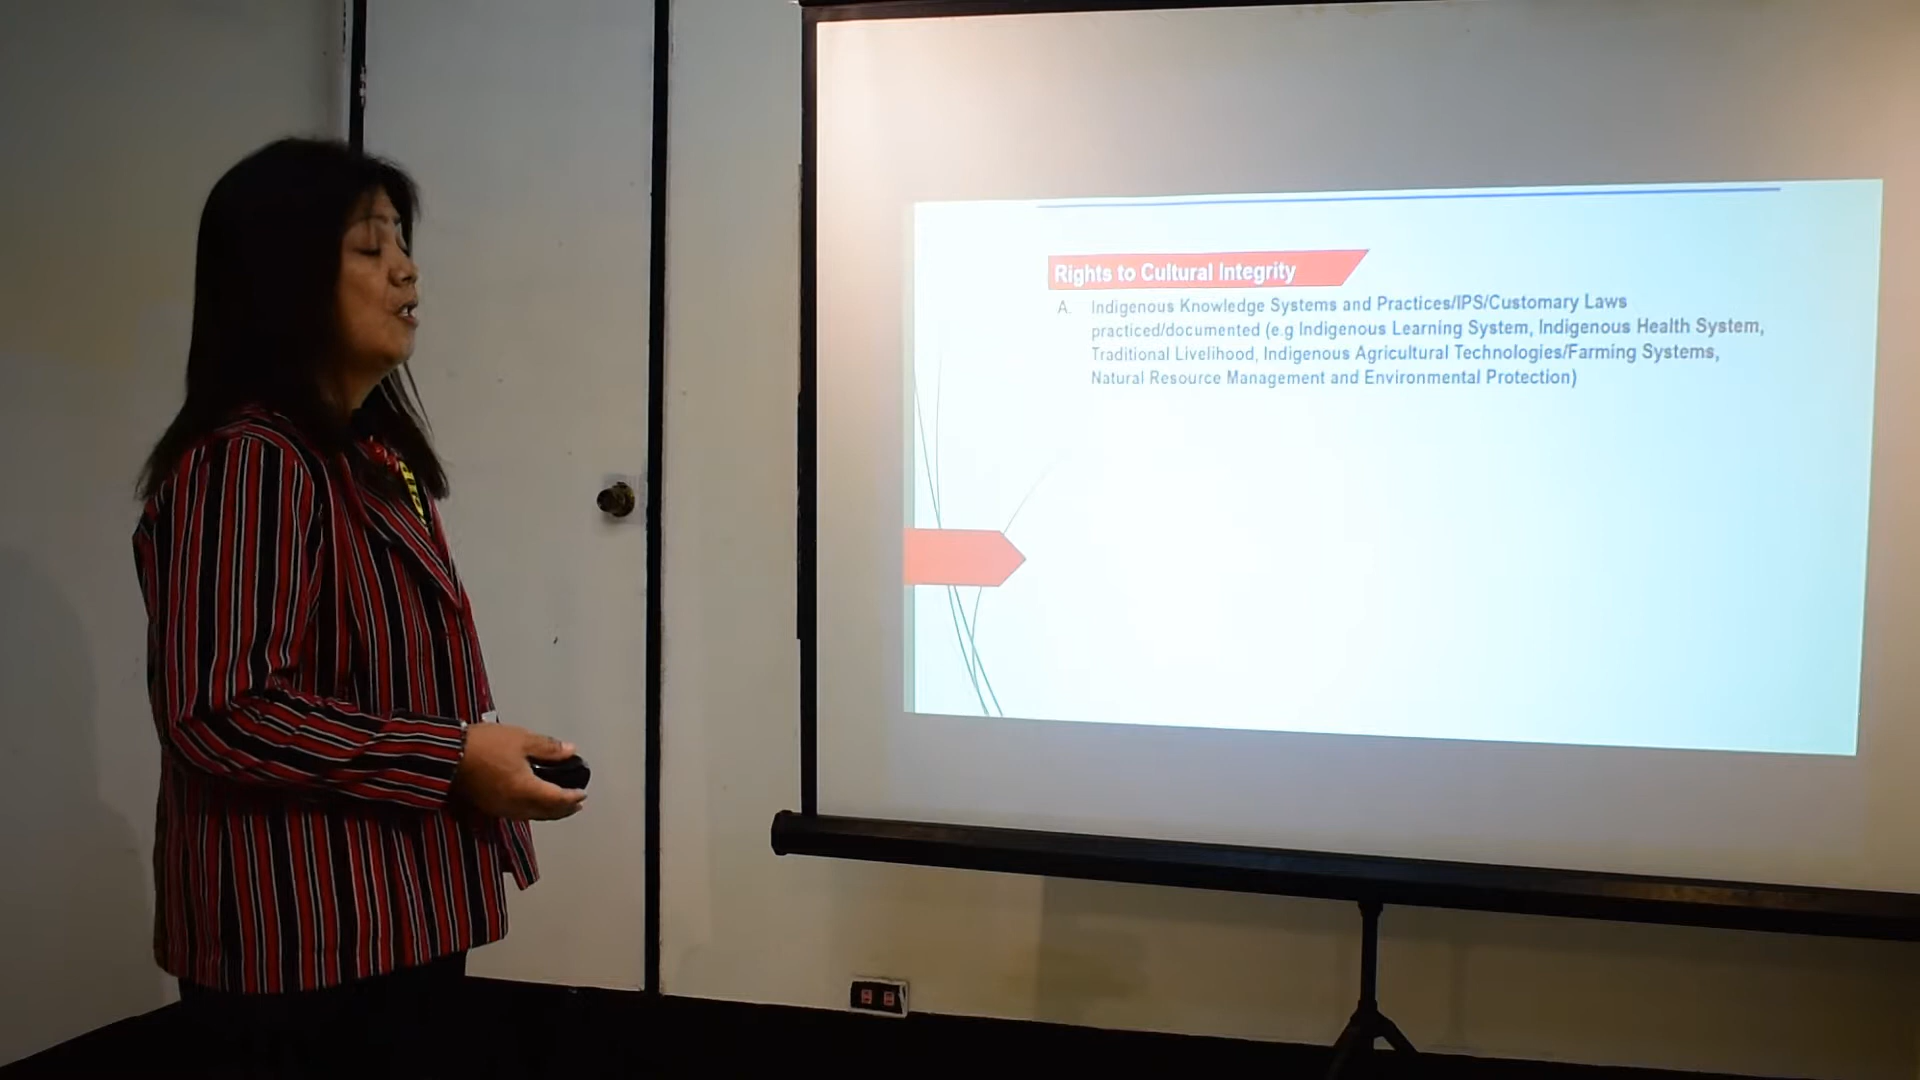 Rights to Cultural Integrity
A. Indigenous Knowledge Systems and Practices/IPS/Customary Laws
practiced/documented (e.g Indigenous Learning System, Indigenous Health System,
Traditional Livelihood, Indigenous Agricultural Technologies/Farming Systems,
Natural Resource Management and Environmental Protection)